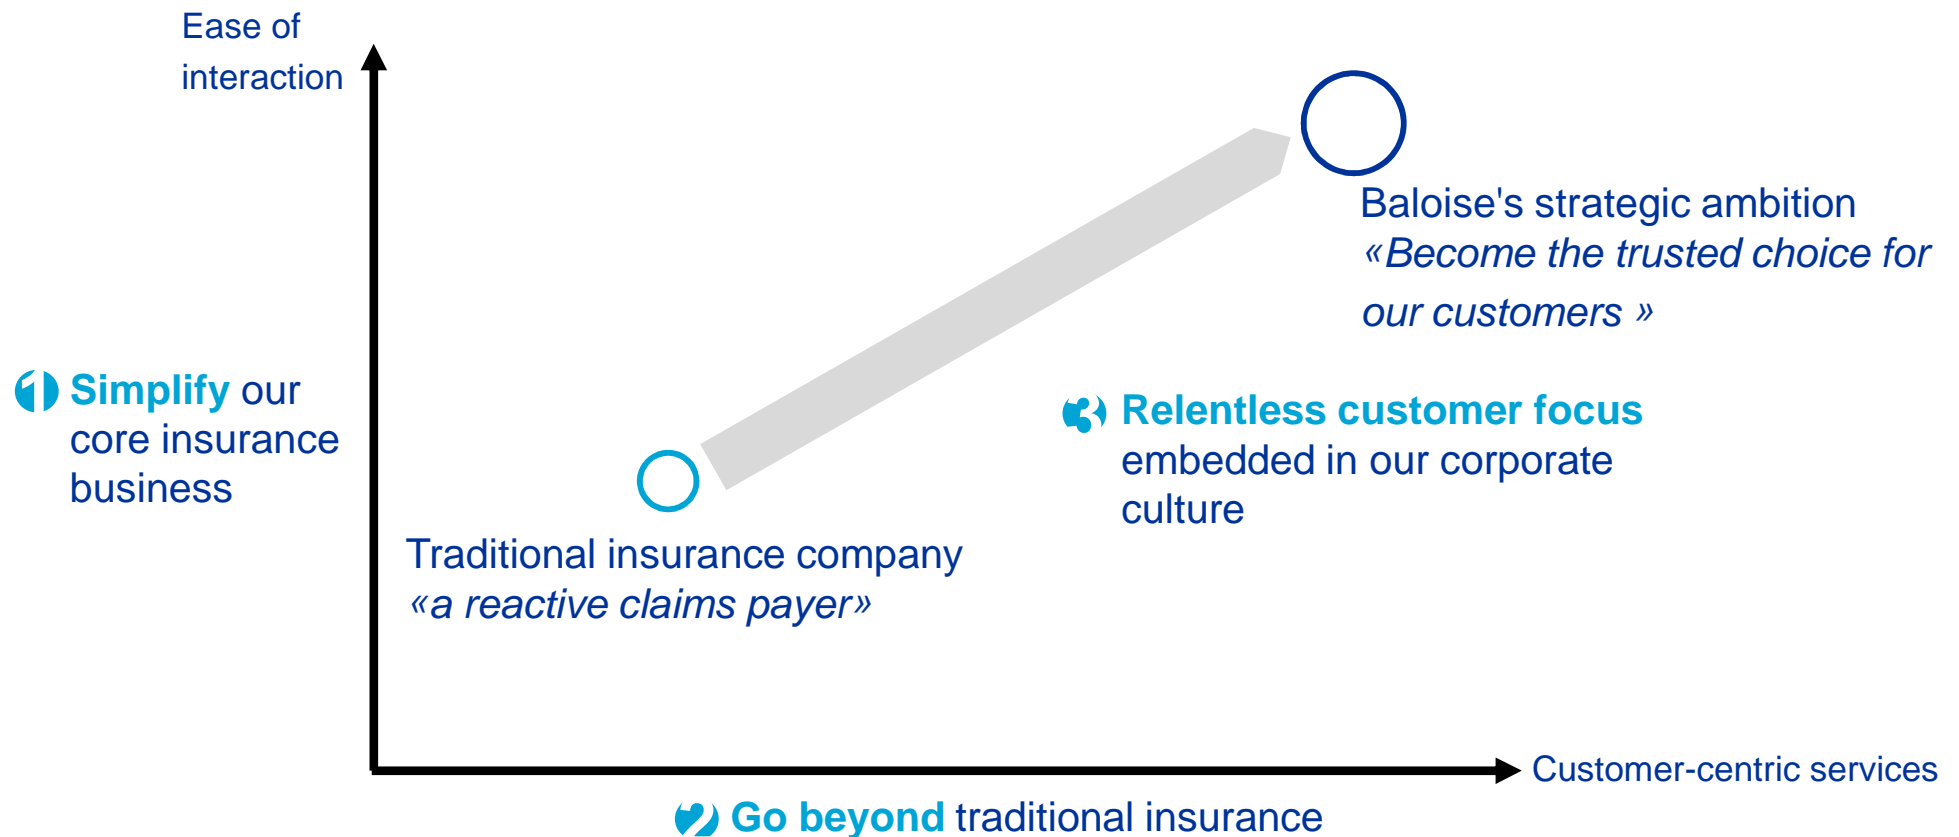 Ease of
interaction
Baloise's strategic ambition
«Become the trusted choice for
our customers »
1 Simplify our
core insurance
business
3 Relentless customer focus
embedded in our corporate
culture
Traditional insurance company
«a reactive claims payer»
Customer-centric services
2 Go beyond traditional insurance